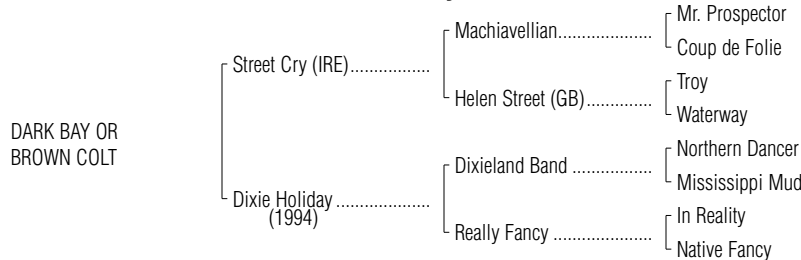 Mr. Prospector
Machiavellian.....................
Coup de Folie
Street Cry (IRE).................
Troy
Helen Street (GB)..............
Waterway
DARK BAY OR
BROWN COLT
Northern Dancer
Dixieland Band .................
Mississippi Mud
Dixie Holiday ....................
(1994)
In Reality
Really Fancy .....................
Native Fancy